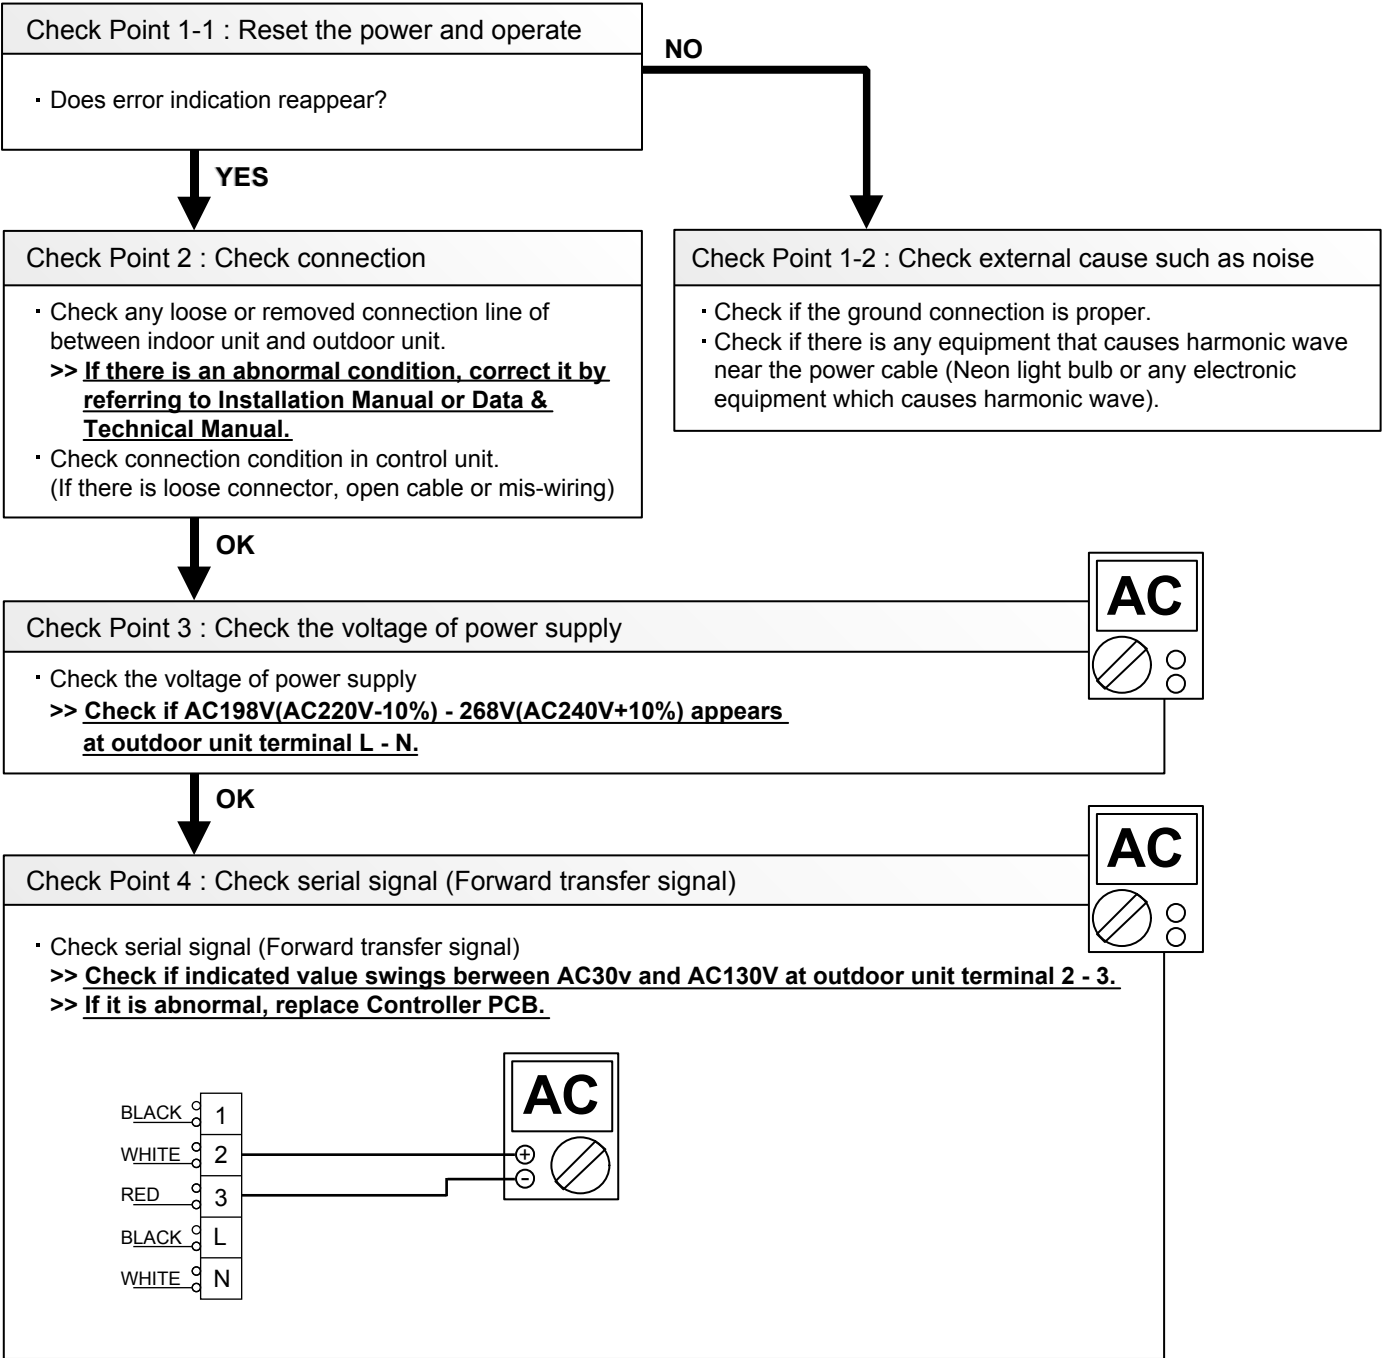 Check Point 1-1 : Reset the power and operate
NO
· Does error indication reappear?
YES
Check Point 2 : Check connection
· Check any loose or removed connection line of
between indoor unit and outdoor unit.
>> If there is an abnormal condition, correct it by
referring to Installation Manual or Data &
Technical Manual.
· Check connection condition in control unit.
(If there is loose connector, open cable or mis-wiring)
Check Point 1-2 : Check external cause such as noise
· Check if the ground connection is proper.
· Check if there is any equipment that causes harmonic wave
near the power cable (Neon light bulb or any electronic
equipment which causes harmonic wave).
OK
AC
Check Point 3 : Check the voltage of power supply
· Check the voltage of power supply
>> Check if AC198V(AC220V-10%) - 268V(AC240V+10%) appears
at outdoor unit terminal L - N.
OK
AC
Check Point 4 : Check serial signal (Forward transfer signal)
· Check serial signal (Forward transfer signal)
>> Check if indicated value swings berween AC30v and AC130V at outdoor unit terminal 2 - 3.
>> If it is abnormal, replace Controller PCB.
AC
BLACK 1
WHITE 2 +
RED 3 -
BLACK L
WHITE N